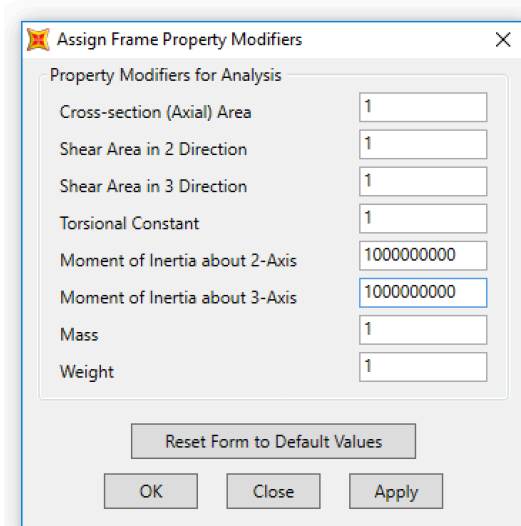 Assign Frame Property Modifiers
Property Modifiers for Analysis
Cross-section (Axial) Area 1
Shear Area in 2 Direction 1
Shear Area in 3 Direction 1
Torsional Constant 1
Moment of Inertia about 2-Axis 1000000000
Moment of Inertia about 3-Axis 1000000000
Mass 1
Weight 1
Reset Form to Default Values
OK Close Apply